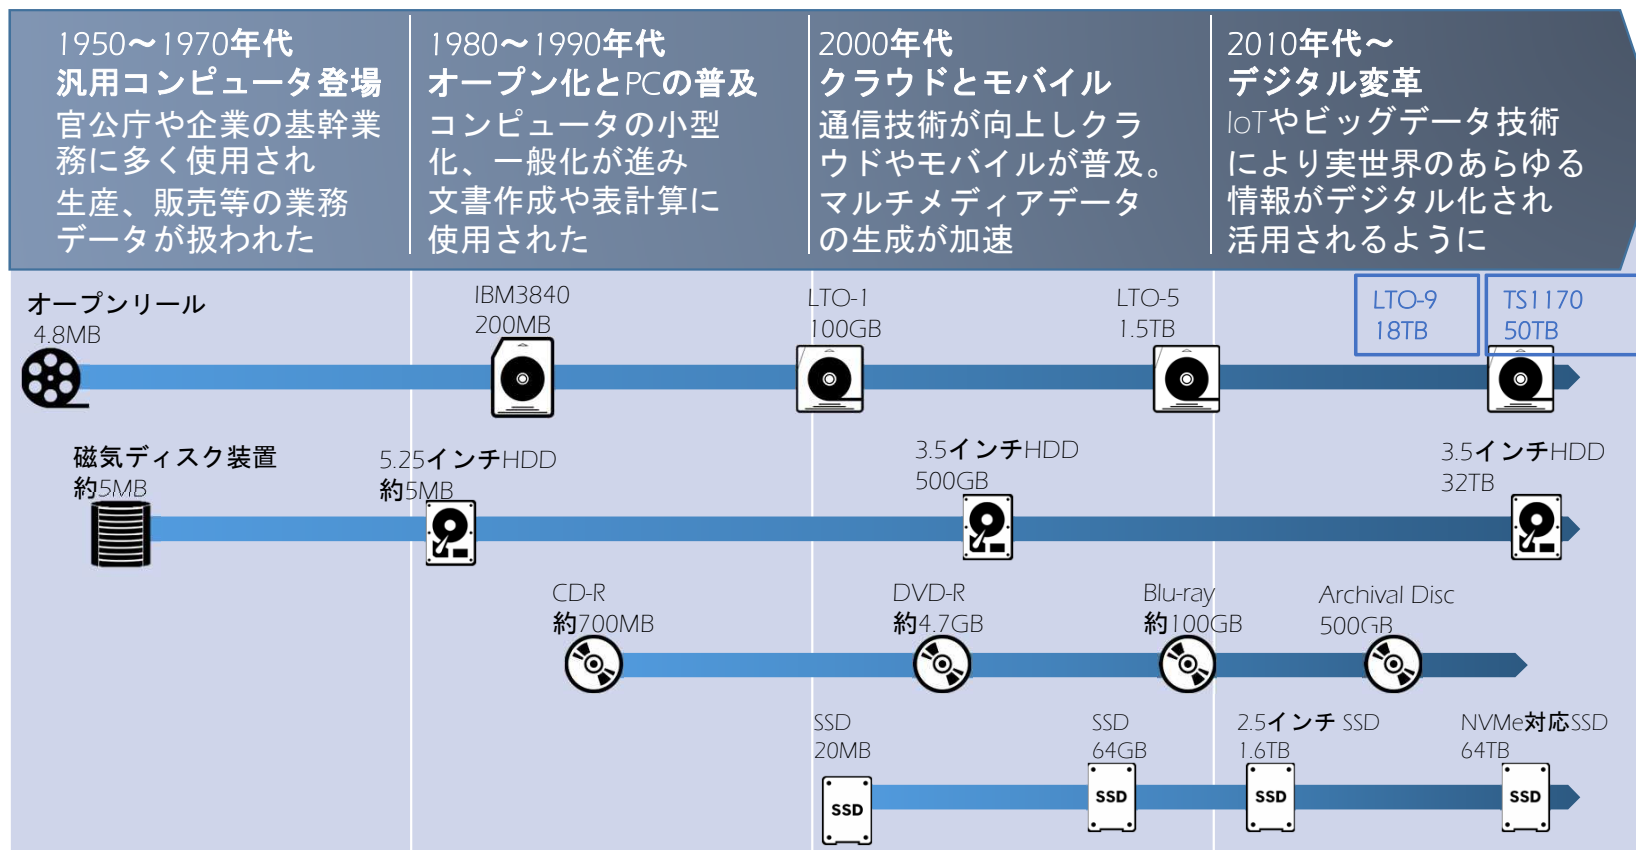 1950～1970年代
汎用コンピュータ登場
官公庁や企業の基幹業
務に多く使用され
生産、販売等の業務
データが扱われた
1980～1990年代
オープン化とPCの普及
コンピュータの小型
化、一般化が進み
文書作成や表計算に
使用された
2000年代
クラウドとモバイル
通信技術が向上しクラ
ウドやモバイルが普及。
マルチメディアデータ
の生成が加速
2010年代～
デジタル変革
IoTやビッグデータ技術
により実世界のあらゆる
情報がデジタル化され
活用されるように
オープンリール
4.8MB
IBM3840
200MB
LTO-1
100GB
LTO-5
1.5TB
LTO-9
18TB
TS1170
50TB
磁気ディスク装置
約5MB
5.25インチHDD
約5MB
3.5インチHDD
500GB
3.5インチHDD
32TB
CD-R
約700MB
DVD-R
約4.7GB
Blu-ray
約100GB
Archival Disc
500GB
SSD
20MB
SSD
SSD
64GB
SSD
2.5インチ SSD
1.6TB
SSD
NVMe対応SSD
64TB
SSD